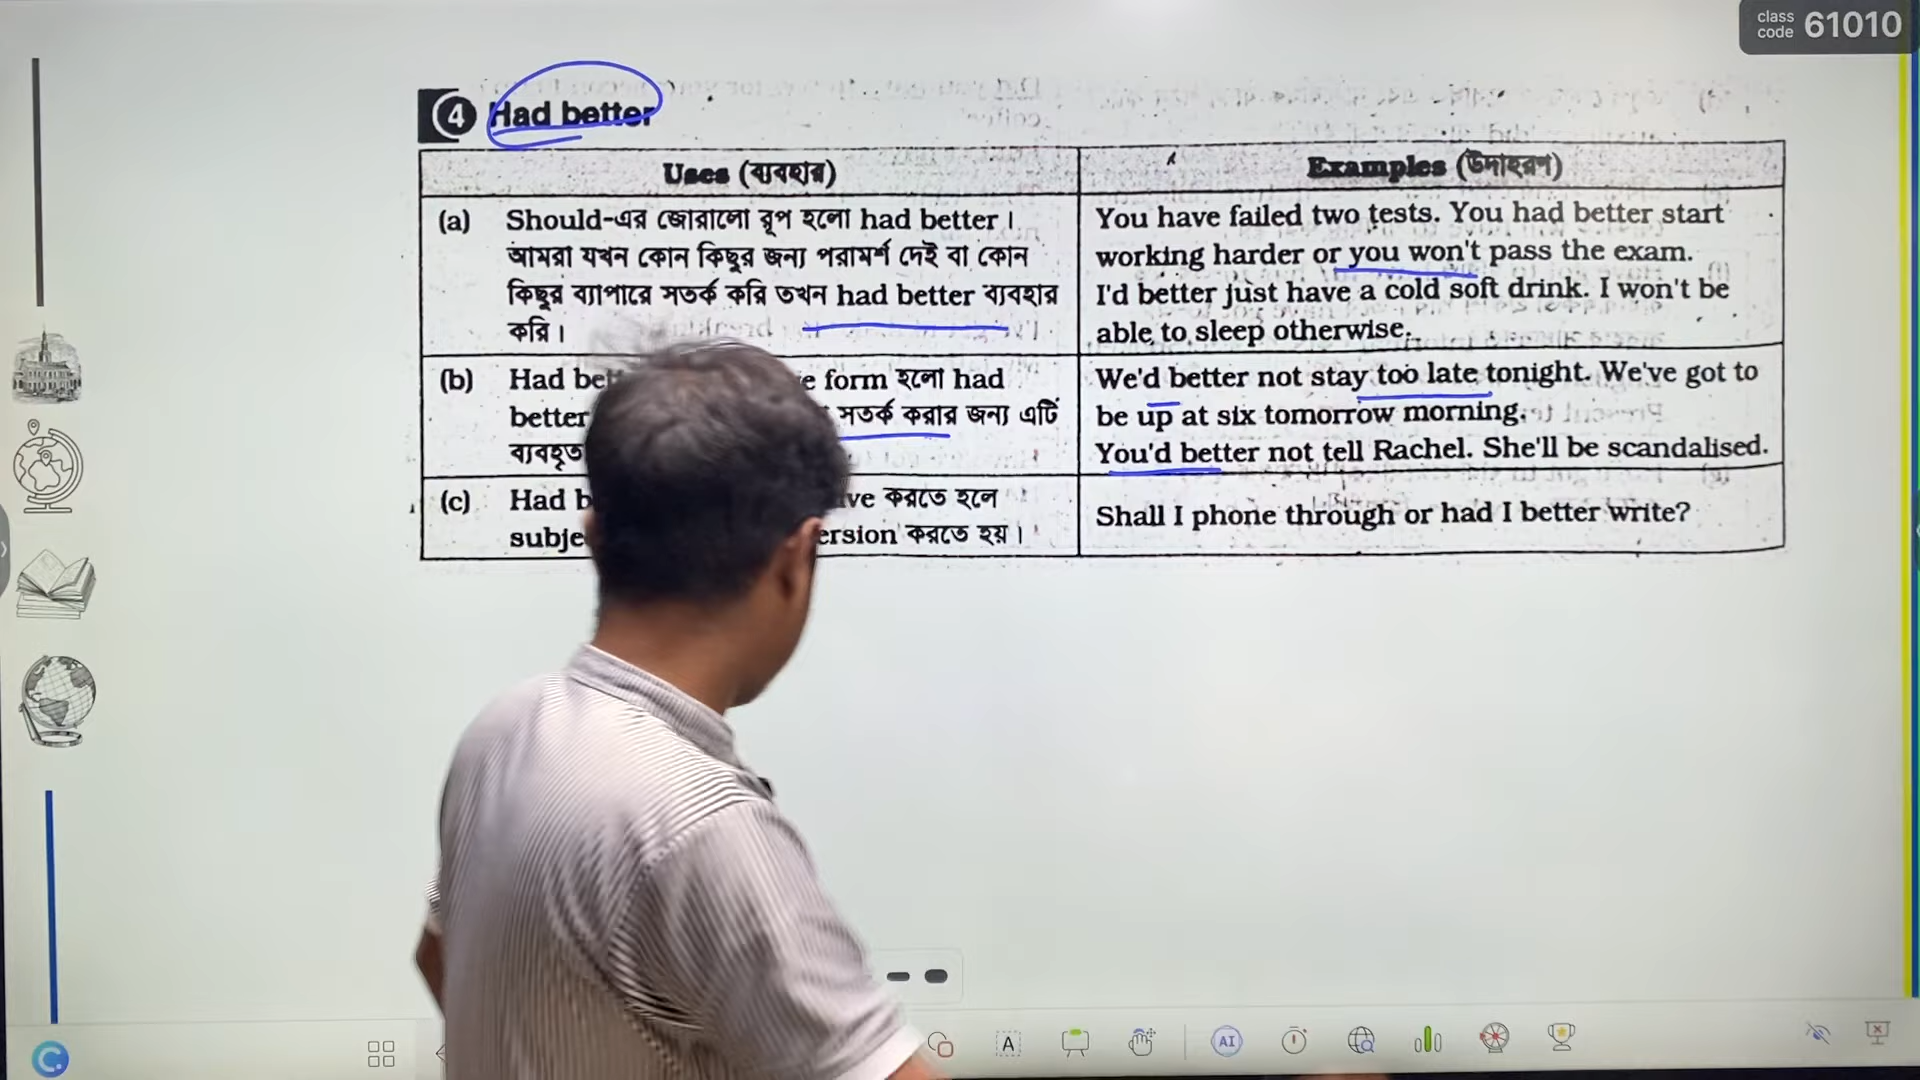 class
code 61010
4 Had better
Uses (ব্যবহার)
Examples (উদাহরণ)
(a) Should-এর জোরালো রূপ হলো had better ।
আমরা যখন কোন কিছুর জন্য পরামর্শ দেই বা কোন
কিছুর ব্যাপারে সতর্ক করি তখন had better ব্যবহার
করি ।
You have failed two tests. You had better start
working harder or you won't pass the exam.
I'd better just have a cold soft drink. I won't be
able to sleep otherwise.
(b) Had form হলো had
better সতর্ক করার জন্য এটি
ব্যবহৃত
We'd better not stay too late tonight. We've got to
be up at six tomorrow morning.
You'd better not tell Rachel. She'll be scandalised.
(c) Had করতে হলে
করতে হয় ।
Shall I phone through or had I better write?
A
AI